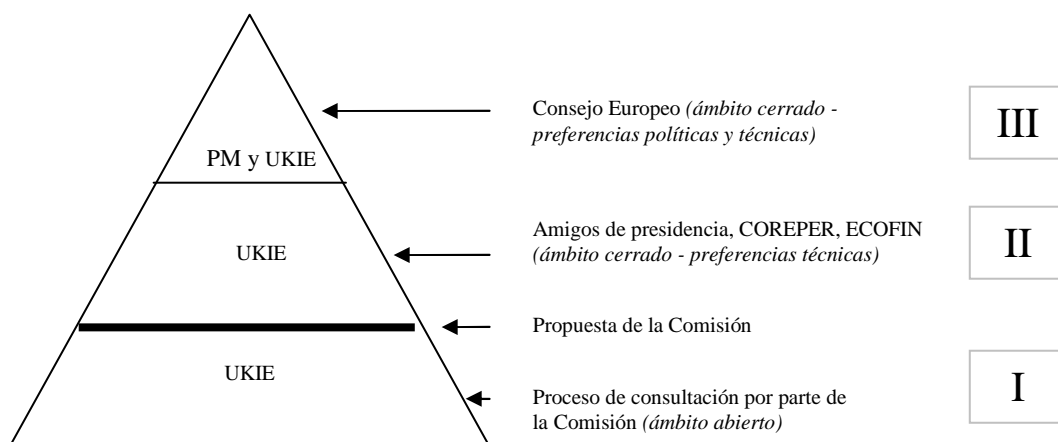 Consejo Europeo (ámbito cerrado -
preferencias políticas y técnicas)
III
PM y UKIE
Amigos de presidencia, COREPER, ECOFIN
(ámbito cerrado - preferencias técnicas)
II
UKIE
Propuesta de la Comisión
UKIE
Proceso de consultación por parte de
la Comisión (ámbito abierto)
I